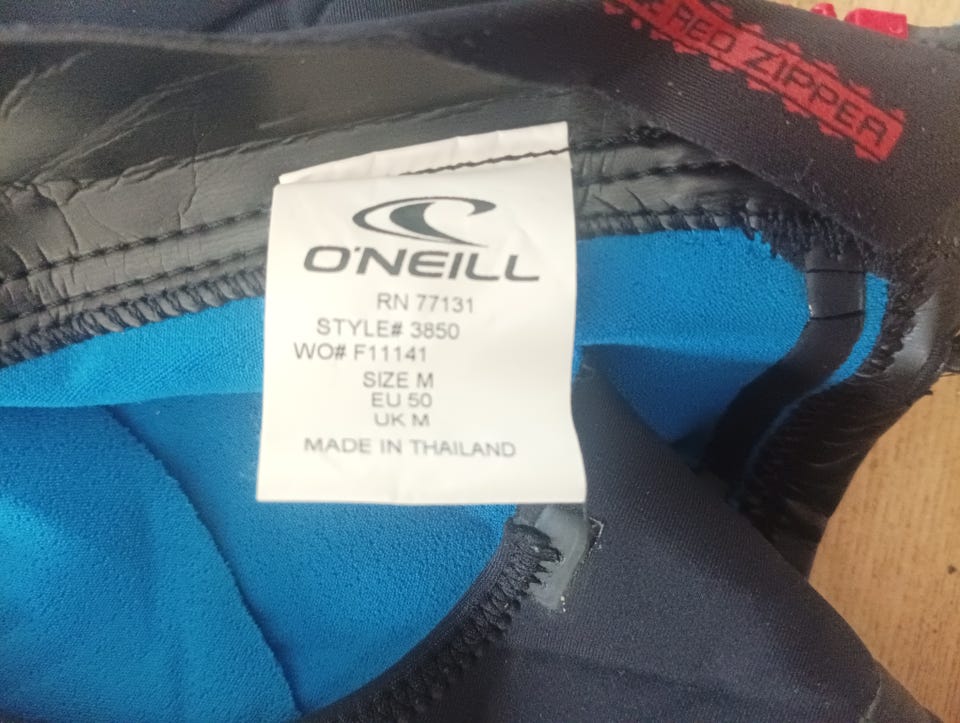 RED ZIPPER
O'NEILL
RN 77131
STYLE# 3850
WO# F11141
SIZE M
EU 50
UK M
MADE IN THAILAND